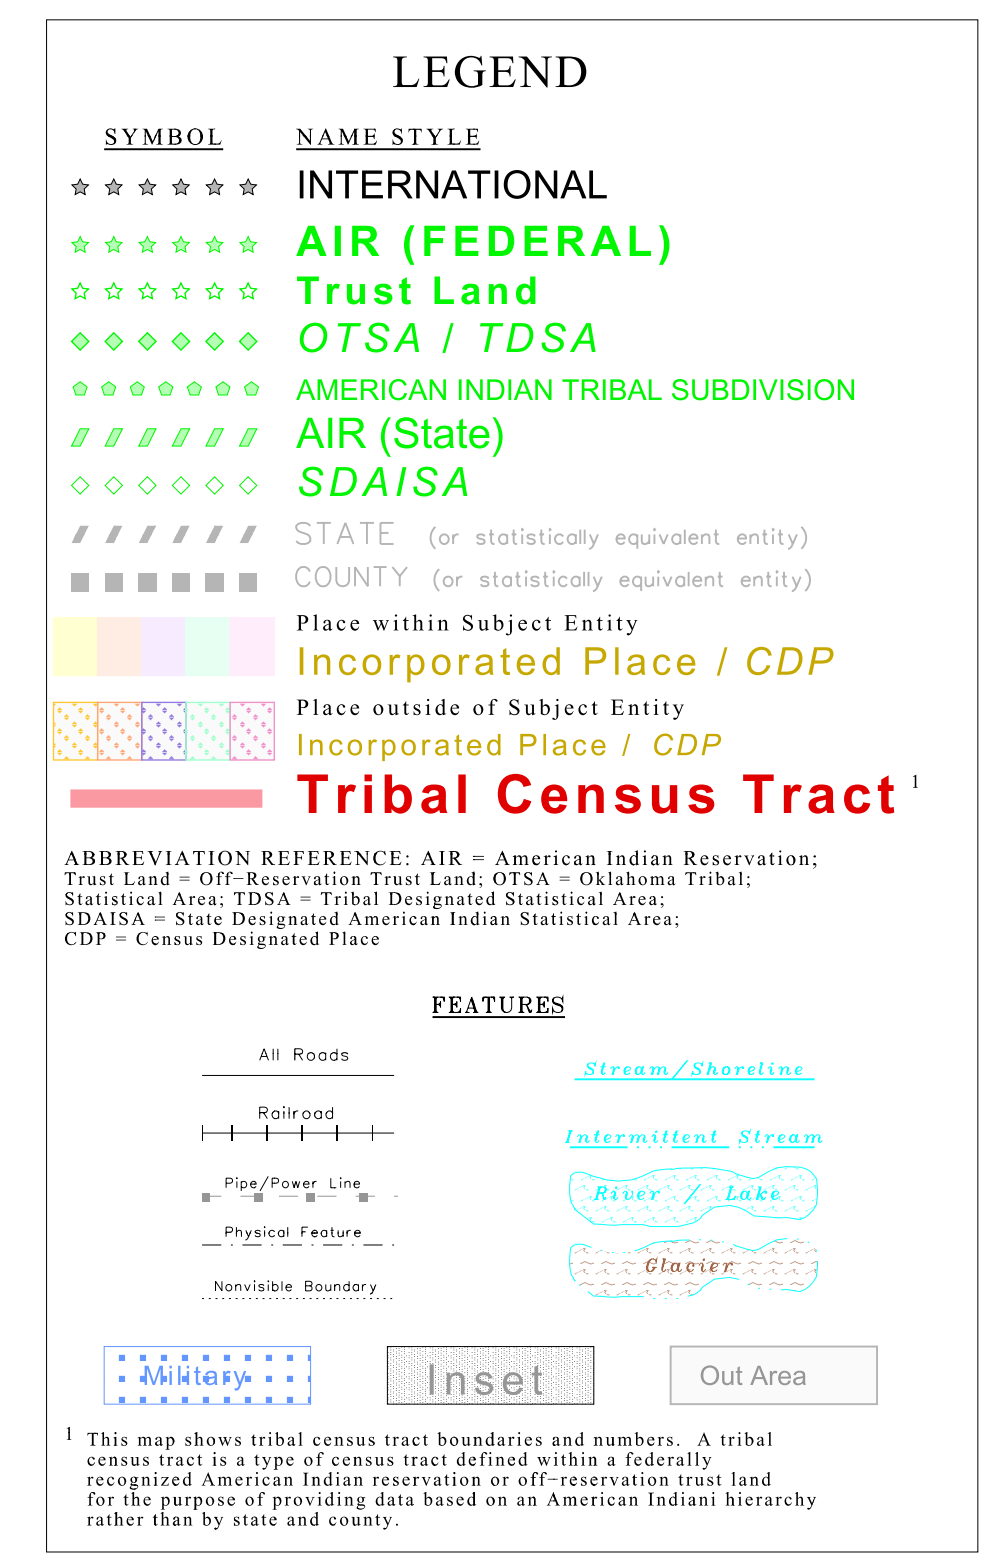 LEGEND
SYMBOL NAME STYLE
INTERNATIONAL
AIR (FEDERAL)
Trust Land
OTSA / TDSA
AMERICAN INDIAN TRIBAL SUBDIVISION
AIR (State)
SDAISA
STATE (or statistically equivalent entity)
COUNTY (or statistically equivalent entity)
Place within Subject Entity
Incorporated Place / CDP
Place outside of Subject Entity
Incorporated Place / CDP
Tribal Census Tract 1
ABBREVIATION REFERENCE: AIR = American Indian Reservation;
Trust Land = Off−Reservation Trust Land; OTSA = Oklahoma Tribal;
Statistical Area; TDSA = Tribal Designated Statistical Area;
SDAISA = State Designated American Indian Statistical Area;
CDP = Census Designated Place
FEATURES
All Roads
Railroad
Pipe/Power Line
Physical Feature
Nonvisible Boundary
Stream/Shoreline
Intermittent Stream
River / Lake
Glacier
Military
Inset
Out Area
1 This map shows tribal census tract boundaries and numbers. A tribal
census tract is a type of census tract defined within a federally
recognized American Indian reservation or off−reservation trust land
for the purpose of providing data based on an American Indiani hierarchy
rather than by state and county.